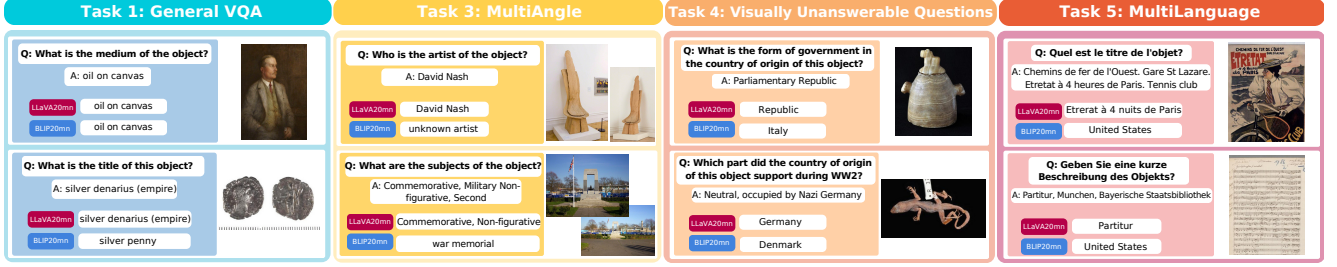 Task 1: General VQA
Q: What is the medium of the object?
A: oil on canvas
LLaVA20mn
oil on canvas
BLIP20mn
oil on canvas
Q: What is the title of this object?
A: silver denarius (empire)
LLaVA20mn
silver denarius (empire)
BLIP20mn
silver penny
Task 3: MultiAngle
Q: Who is the artist of the object?
A: David Nash
LLaVA20mn
David Nash
BLIP20mn
unknown artist
Q: What are the subjects of the object?
A: Commemorative, Military Non-
figurative, Second
LLaVA20mn
Commemorative, Non-figurative
BLIP20mn
war memorial
Task 4: Visually Unanswerable Questions
Q: What is the form of government in
the country of origin of this object?
A: Parliamentary Republic
LLaVA20mn
Republic
BLIP20mn
Italy
Q: Which part did the country of origin
of this object support during WW2?
A: Neutral, occupied by Nazi Germany
LLaVA20mn
Germany
BLIP20mn
Denmark
Task 5: MultiLanguage
Q: Quel est le titre de l'objet?
A: Chemins de fer de l'Ouest. Gare St Lazare.
Etretat à 4 heures de Paris. Tennis club
LLaVA20mn
Etrerat à 4 nuits de Paris
BLIP20mn
United States
CHEMINS DE FER DE L'OUEST
ETRETAT
PARIS
CLUB
Q: Geben Sie eine kurze
Beschreibung des Objekts?
A: Partitur, Munchen, Bayerische Staatsbibliothek
LLaVA20mn
Partitur
BLIP20mn
United States